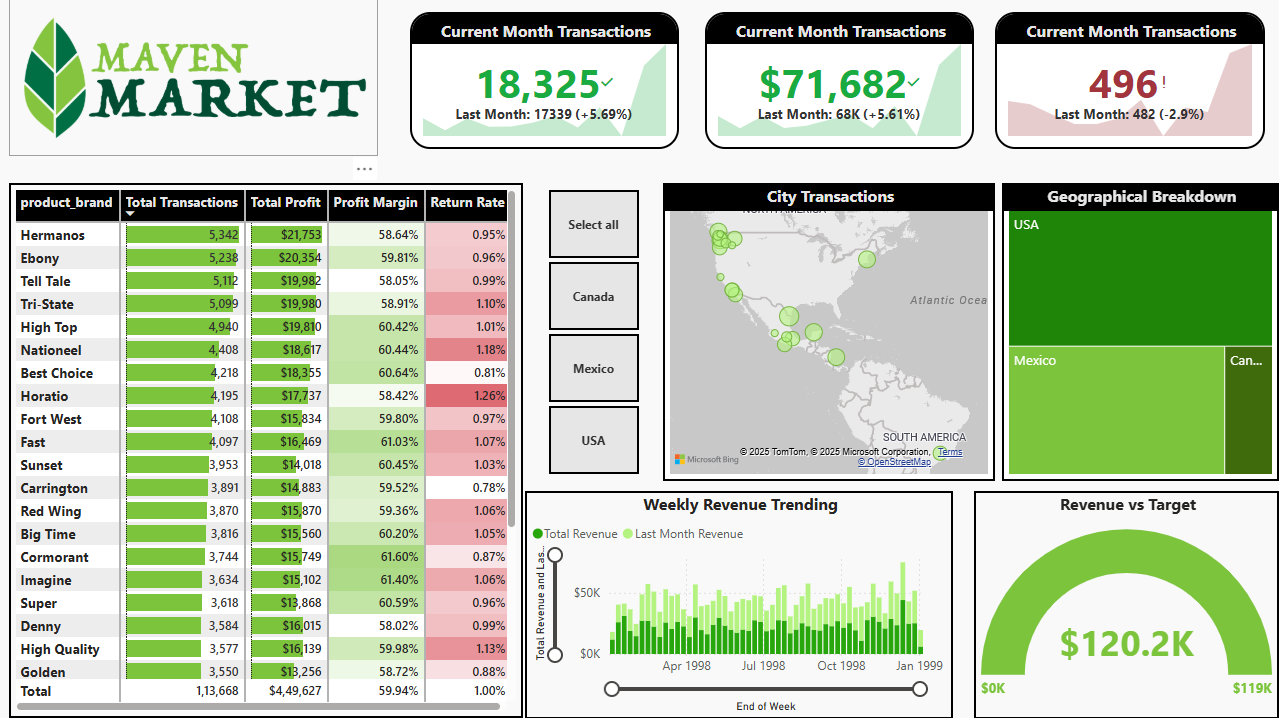 MAVEN
MARKET
Current Month Transactions
18,325
Last Month: 17339 (+5.69%)
Current Month Transactions
$71,682
Last Month: 68K (+5.61%)
Current Month Transactions
496!
Last Month: 482 (-2.9%)
product_brand Total Transactions Total Profit Profit Margin Return Rate
Hermanos 5,342 $21,753 58.64% 0.95%
Ebony 5,238 $20,354 59.81% 0.96%
Tell Tale 5,112 $19,982 58.05% 0.99%
Tri-State 5,099 $19,980 58.91% 1.10%
High Top 4,940 $19,810 60.42% 1.01%
Nationeel 4,408 $18,617 60.44% 1.18%
Best Choice 4,218 $18,355 60.64% 0.81%
Horatio 4,195 $17,737 58.42% 1.26%
Fort West 4,108 $15,834 59.80% 0.97%
Fast 4,097 $16,469 61.03% 1.07%
Sunset 3,953 $14,018 60.45% 1.03%
Carrington 3,891 $14,883 59.52% 0.78%
Red Wing 3,870 $15,870 59.36% 1.06%
Big Time 3,816 $15,560 60.20% 1.05%
Cormorant 3,744 $15,749 61.60% 0.87%
Imagine 3,634 $15,102 61.40% 1.06%
Super 3,618 $13,868 60.59% 0.96%
Denny 3,584 $16,015 58.02% 0.99%
High Quality 3,577 $16,139 59.98% 1.13%
Golden 3,550 $13,256 58.72% 0.88%
Total 1,13,668 $4,49,627 59.94% 1.00%
Select all
Canada
Mexico
USA
City Transactions
NORTH AMERICA
Atlantic Ocea
SOUTH AMERICA
Microsoft Bing
© 2025 TomTom, © 2025 Microsoft Corporation, Terms
© OpenStreetMap
Geographical Breakdown
USA
Mexico
Can...
Weekly Revenue Trending
Total Revenue Last Month Revenue
Total Revenue and Las...
$50K
$0K
Apr 1998 Jul 1998 Oct 1998 Jan 1999
End of Week
Revenue vs Target
$120.2K
$0K $119K